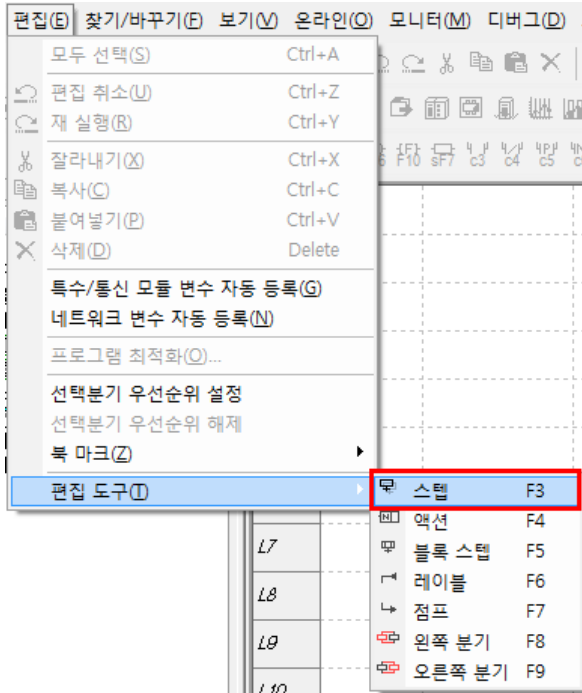 편집(E) 찾기/바꾸기(F) 보기(V) 온라인(O) 모니터(M) 디버그(D)
모두 선택(S) Ctrl+A
편집 취소(U) Ctrl+Z
재 실행(R) Ctrl+Y
잘라내기(X) Ctrl+X
복사(C) Ctrl+C
붙여넣기(P) Ctrl+V
삭제(D) Delete
F10 sF7 c3 c4 c5
특수/통신 모듈 변수 자동 등록(G)
네트워크 변수 자동 등록(N)
프로그램 최적화(O)...
선택분기 우선순위 설정
선택분기 우선순위 해제
북 마크(Z)
편집 도구(T)
스텝 F3
액션 F4
블록 스텝 F5
레이블 F6
점프 F7
왼쪽 분기 F8
오른쪽 분기 F9
L7
L8
L9
L10